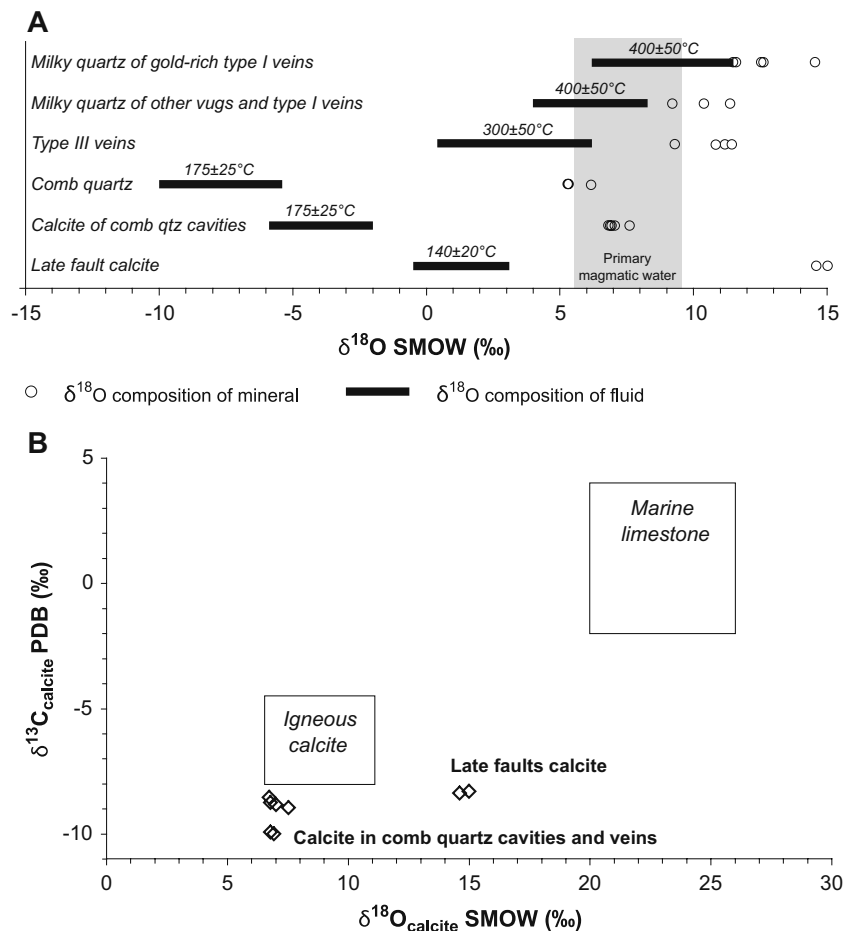 A
Milky quartz of gold-rich type I veins
400±50°C
Milky quartz of other vugs and type I veins
400±50°C
Type III veins
300±50°C
Comb quartz
175±25°C
Calcite of comb qtz cavities
175±25°C
Late fault calcite
140±20°C
Primary
magmatic water
-15 -10 -5 0 5 10 15
δ¹⁸O SMOW (‰)
δ¹⁸O composition of mineral
δ¹⁸O composition of fluid
B
5
0
-5
-10
δ¹³C calcite PDB (‰)
Marine
limestone
Igneous
calcite
Late faults calcite
Calcite in comb quartz cavities and veins
0 5 10 15 20 25 30
δ¹⁸O calcite SMOW (‰)